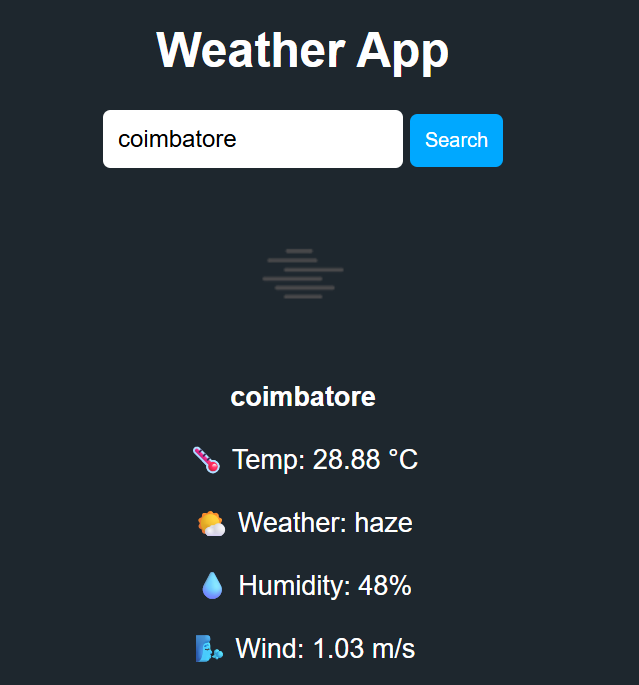 Weather App
coimbatore
Search
coimbatore
Temp: 28.88 °C
Weather: haze
Humidity: 48%
Wind: 1.03 m/s